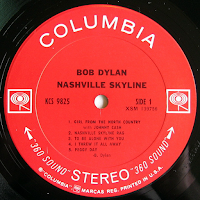 COLUMBIA
BOB DYLAN
NASHVILLE SKYLINE
KCS 9825
SIDE 1
1. GIRL FROM THE NORTH COUNTRY
with JOHNNY CASH
2. NASHVILLE SKYLINE RAG
3. TO BE ALONE WITH YOU
4. I THREW IT ALL AWAY
5. PEGGY DAY
B. Dylan
"360 SOUND" STEREO "360 SOUND"
® COLUMBIA MARCAS REG. PRINTED IN U.S.A.